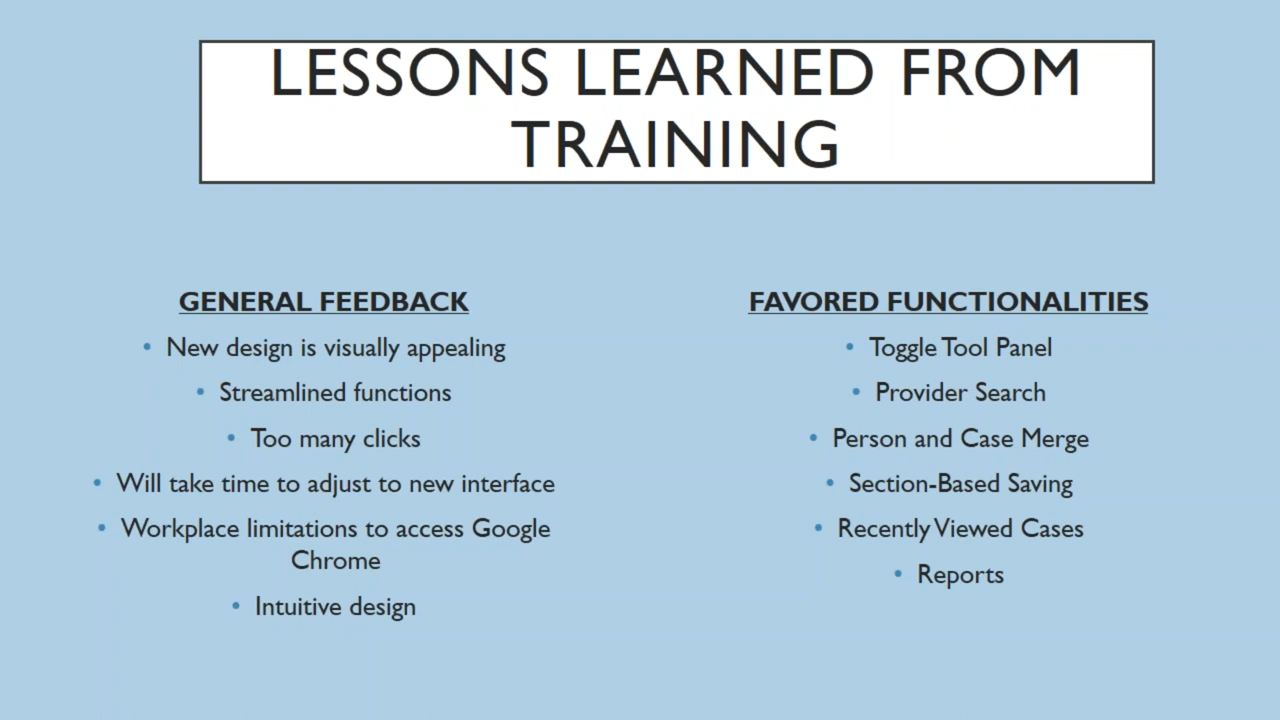 LESSONS LEARNED FROM
TRAINING
GENERAL FEEDBACK
• New design is visually appealing
• Streamlined functions
• Too many clicks
• Will take time to adjust to new interface
• Workplace limitations to access Google
Chrome
• Intuitive design
FAVORED FUNCTIONALITIES
• Toggle Tool Panel
• Provider Search
• Person and Case Merge
• Section-Based Saving
• Recently Viewed Cases
• Reports